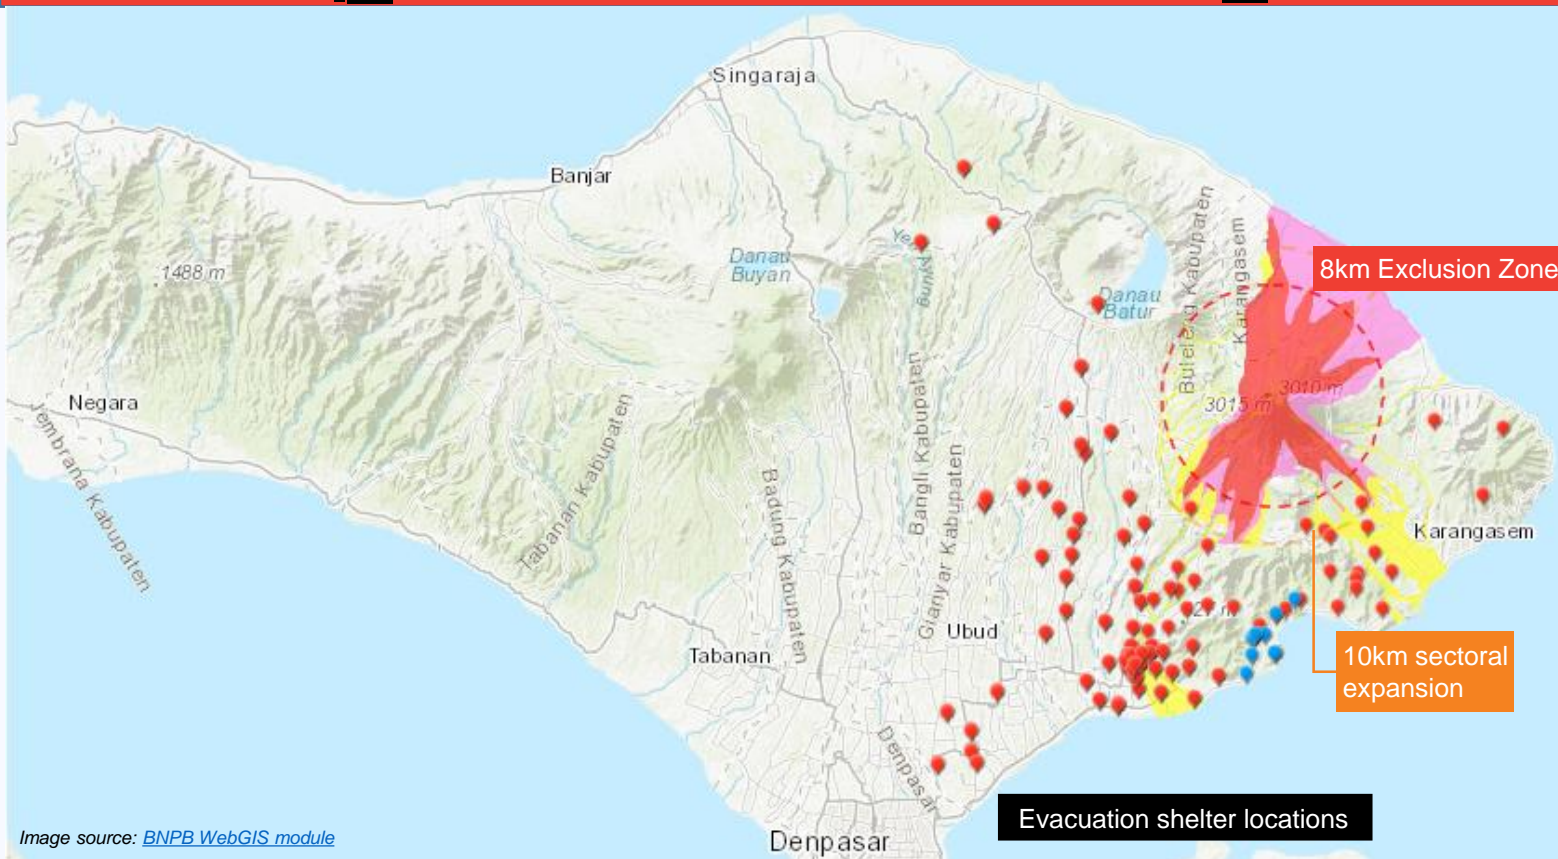 Singaraja
Banjar
Danau
Buyan
Yeh Ayung
1488 m
8km Exclusion Zone
Danau
Batur
Buleleng Kabupaten
Karangasem
3010 m
3015 m
Negara
Jembrana Kabupaten
Tabanan Kabupaten
Badung Kabupaten
Bangli Kabupaten
Gianyar Kabupaten
Karangasem
Ubud
Tabanan
10km sectoral
expansion
Denpasar
Evacuation shelter locations
Image source: BNPB WebGIS module
Denpasar